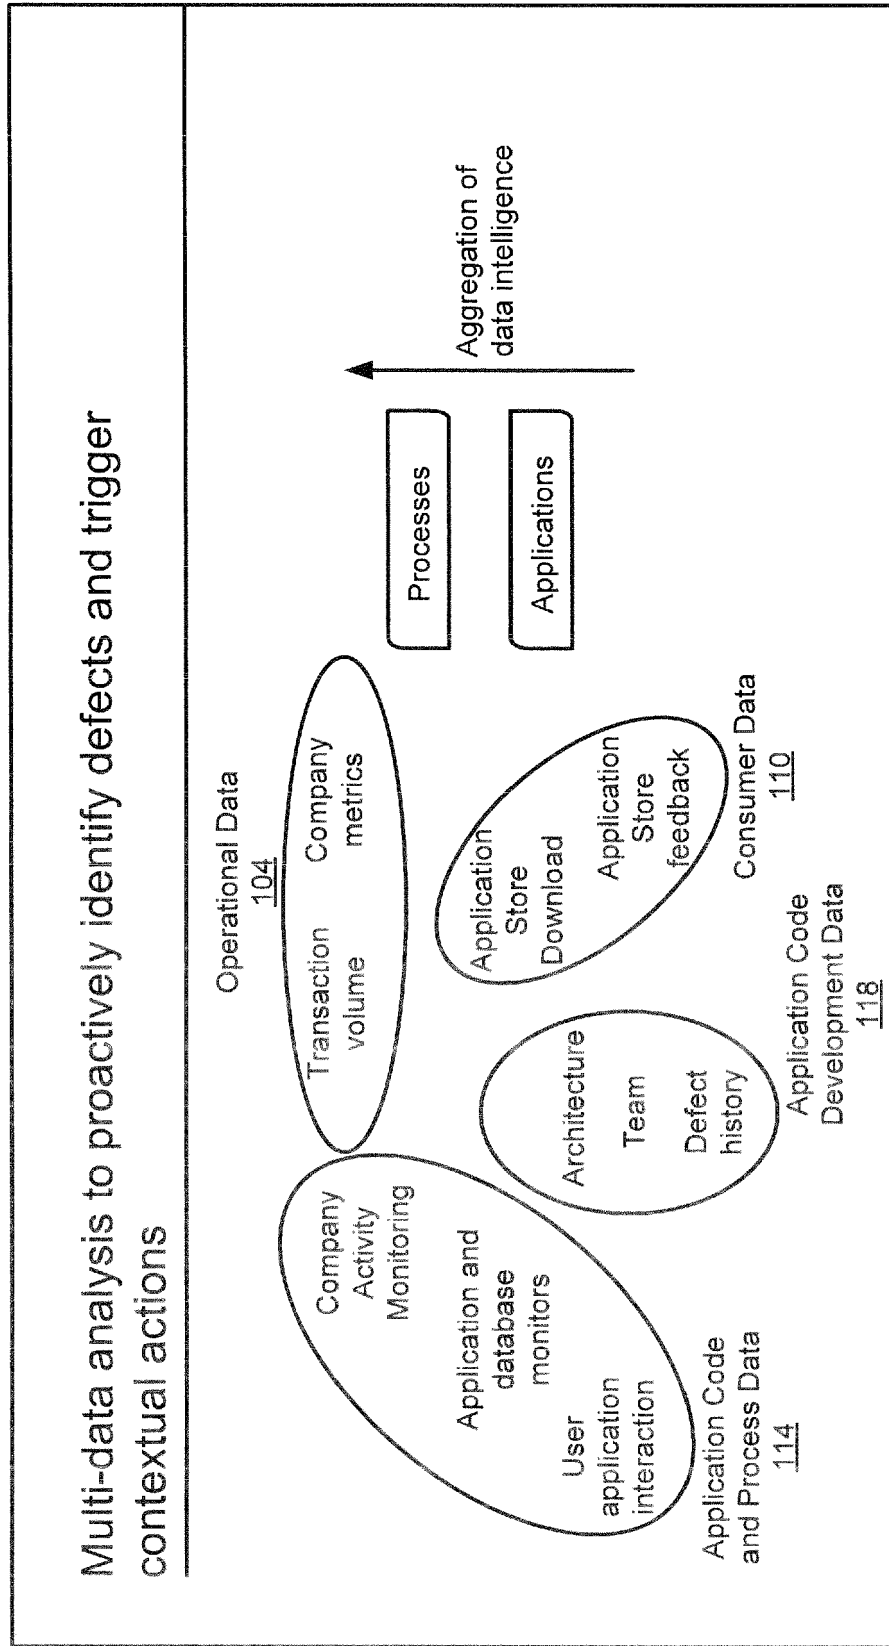 Multi-data analysis to proactively identify defects and trigger
contextual actions
Operational Data
104
Transaction
volume
Company
metrics
Company
Activity
Monitoring
Application and
database
monitors
User
application
interaction
Application Code
and Process Data
114
Architecture
Team
Defect
history
Application Code
Development Data
118
Application
Store
Download
Application
Store
feedback
Consumer Data
110
Processes
Applications
Aggregation of
data intelligence